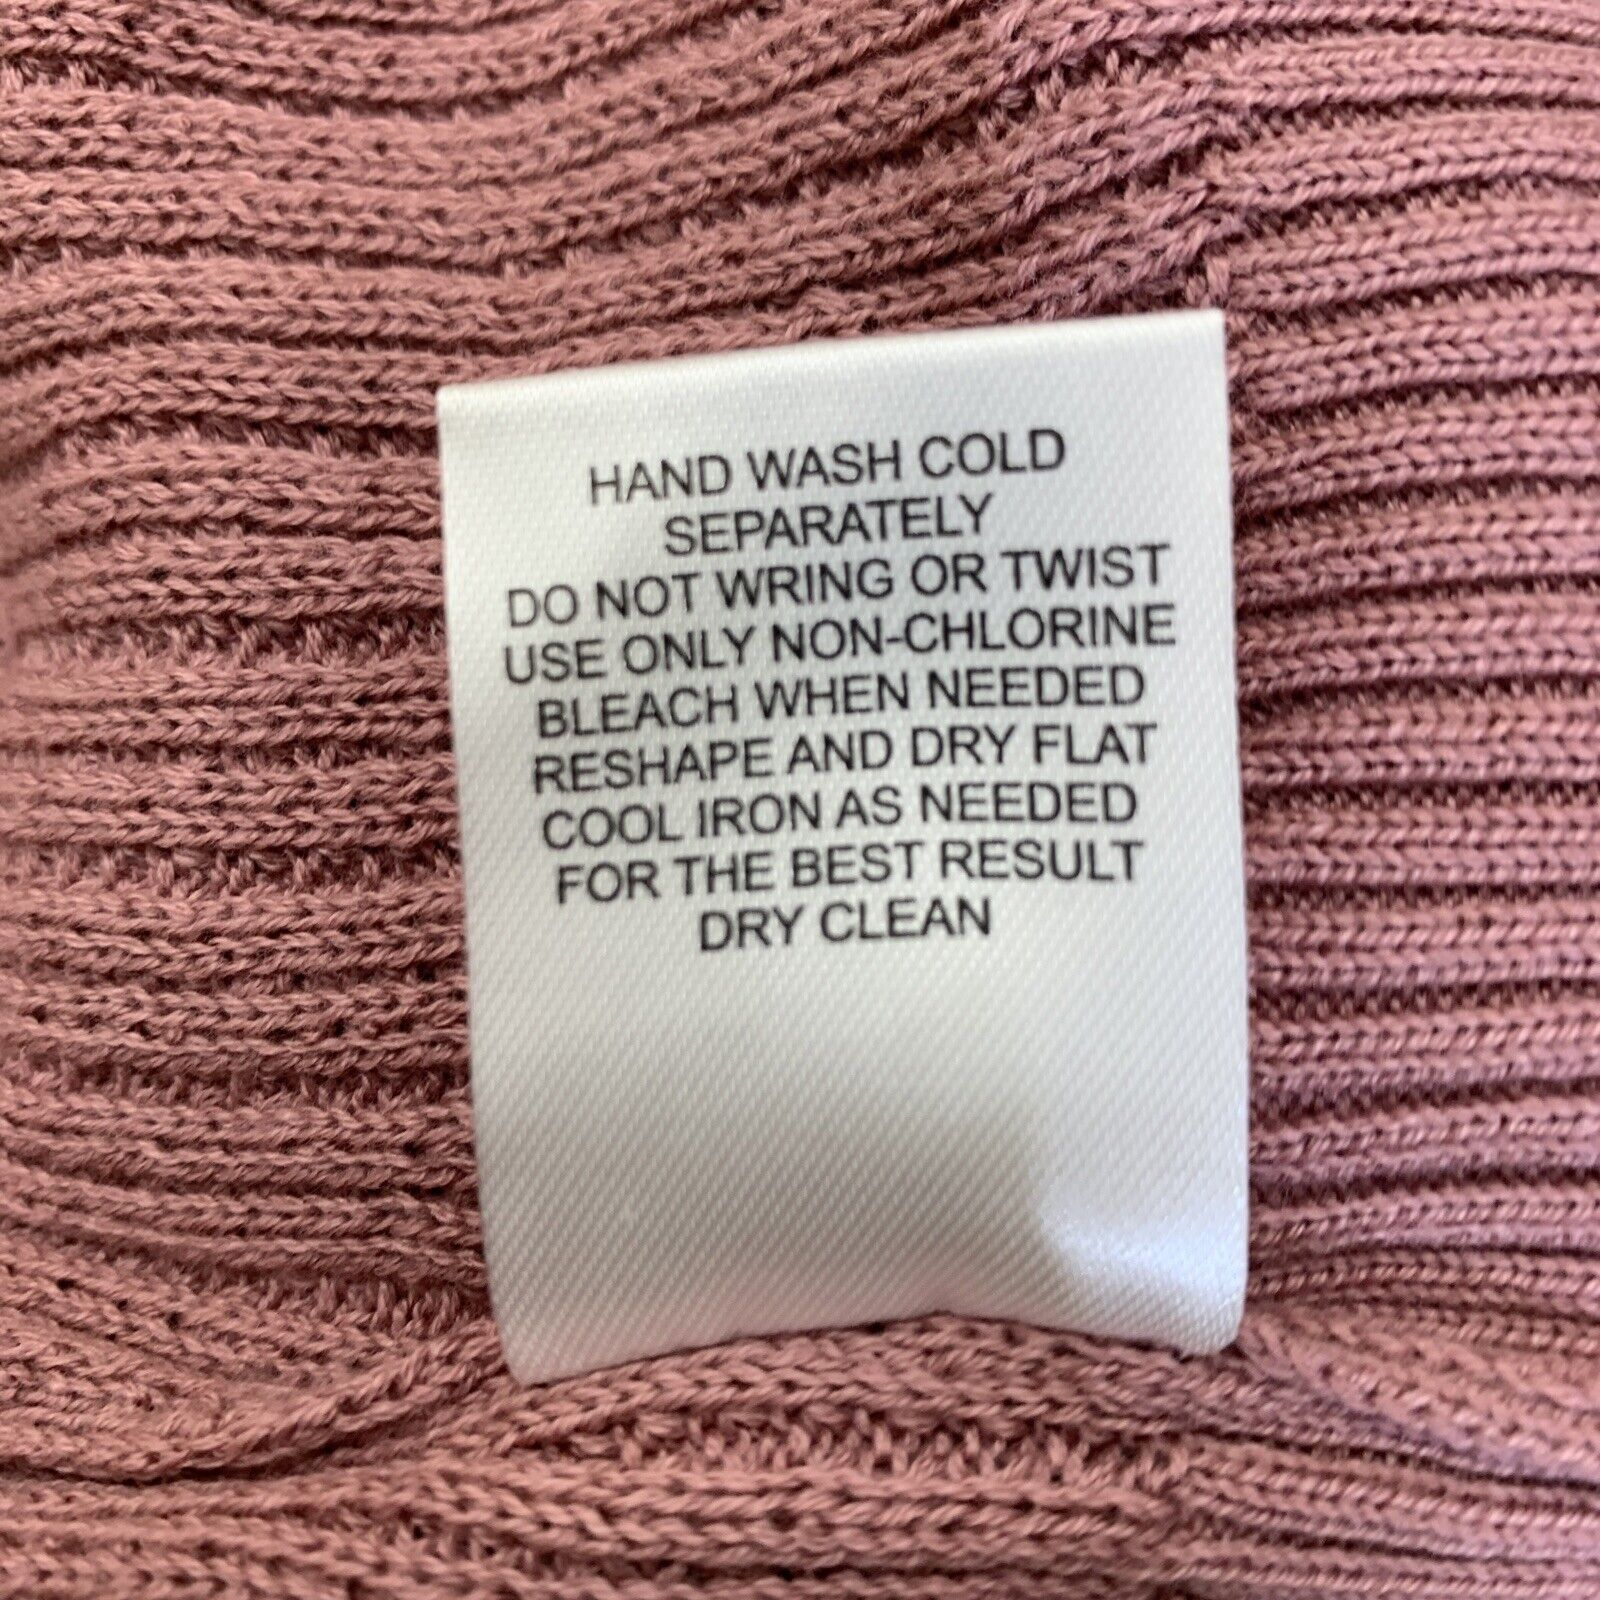 HAND WASH COLD
SEPARATELY
DO NOT WRING OR TWIST
USE ONLY NON-CHLORINE
BLEACH WHEN NEEDED
RESHAPE AND DRY FLAT
COOL IRON AS NEEDED
FOR THE BEST RESULT
DRY CLEAN